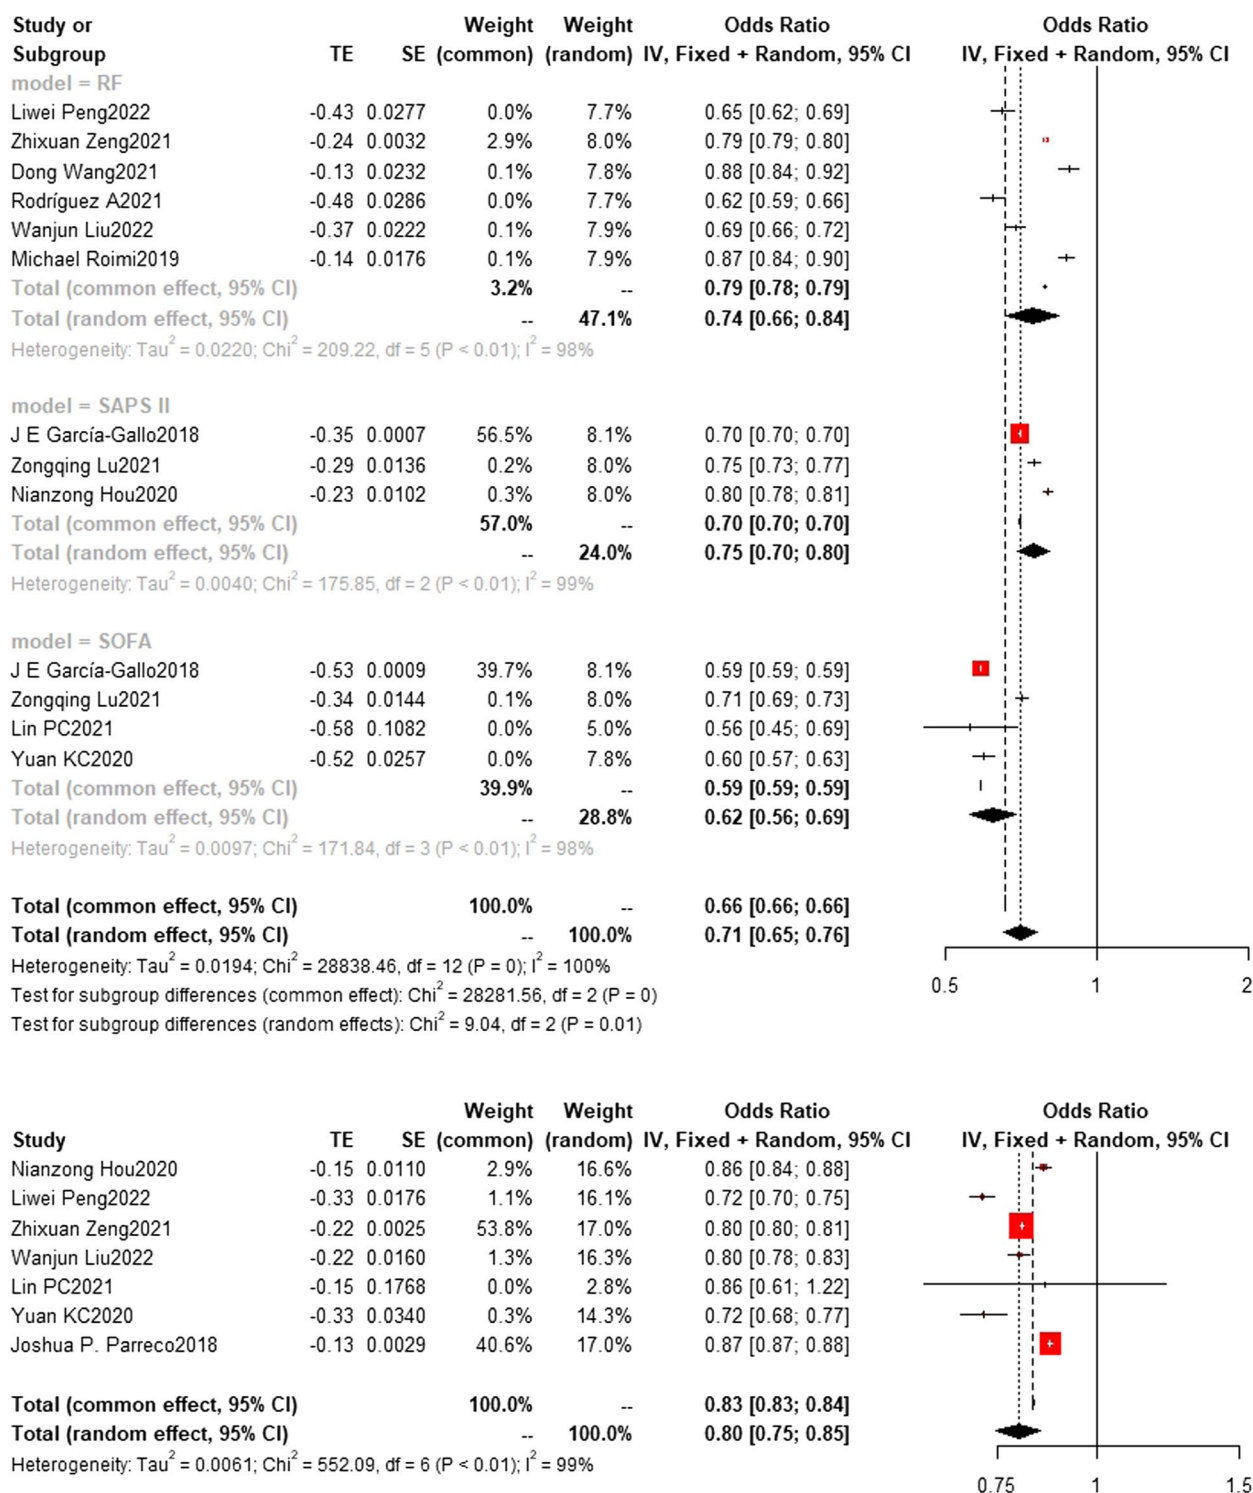 Study or Weight Weight Odds Ratio Odds Ratio
Subgroup TE SE (common) (random) IV, Fixed + Random, 95% CI IV, Fixed + Random, 95% CI
model = RF
Liwei Peng2022 -0.43 0.0277 0.0% 7.7% 0.65 [0.62; 0.69]
Zhixuan Zeng2021 -0.24 0.0032 2.9% 8.0% 0.79 [0.79; 0.80]
Dong Wang2021 -0.13 0.0232 0.1% 7.8% 0.88 [0.84; 0.92]
Rodríguez A2021 -0.48 0.0286 0.0% 7.7% 0.62 [0.59; 0.66]
Wanjun Liu2022 -0.37 0.0222 0.1% 7.9% 0.69 [0.66; 0.72]
Michael Roimi2019 -0.14 0.0176 0.1% 7.9% 0.87 [0.84; 0.90]
Total (common effect, 95% CI) 3.2% -- 0.79 [0.78; 0.79]
Total (random effect, 95% CI) -- 47.1% 0.74 [0.66; 0.84]
Heterogeneity: Tau² = 0.0220; Chi² = 209.22, df = 5 (P < 0.01); I² = 98%
model = SAPS II
J E García-Gallo2018 -0.35 0.0007 56.5% 8.1% 0.70 [0.70; 0.70]
Zongqing Lu2021 -0.29 0.0136 0.2% 8.0% 0.75 [0.73; 0.77]
Nianzong Hou2020 -0.23 0.0102 0.3% 8.0% 0.80 [0.78; 0.81]
Total (common effect, 95% CI) 57.0% -- 0.70 [0.70; 0.70]
Total (random effect, 95% CI) -- 24.0% 0.75 [0.70; 0.80]
Heterogeneity: Tau² = 0.0040; Chi² = 175.85, df = 2 (P < 0.01); I² = 99%
model = SOFA
J E García-Gallo2018 -0.53 0.0009 39.7% 8.1% 0.59 [0.59; 0.59]
Zongqing Lu2021 -0.34 0.0144 0.1% 8.0% 0.71 [0.69; 0.73]
Lin PC2021 -0.58 0.1082 0.0% 5.0% 0.56 [0.45; 0.69]
Yuan KC2020 -0.52 0.0257 0.0% 7.8% 0.60 [0.57; 0.63]
Total (common effect, 95% CI) 39.9% -- 0.59 [0.59; 0.59]
Total (random effect, 95% CI) -- 28.8% 0.62 [0.56; 0.69]
Heterogeneity: Tau² = 0.0097; Chi² = 171.84, df = 3 (P < 0.01); I² = 98%
Total (common effect, 95% CI) 100.0% -- 0.66 [0.66; 0.66]
Total (random effect, 95% CI) -- 100.0% 0.71 [0.65; 0.76]
Heterogeneity: Tau² = 0.0194; Chi² = 28838.46, df = 12 (P = 0); I² = 100%
Test for subgroup differences (common effect): Chi² = 28281.56, df = 2 (P = 0)
0.5 1 2
Test for subgroup differences (random effects): Chi² = 9.04, df = 2 (P = 0.01)
Weight Weight Odds Ratio Odds Ratio
Study TE SE (common) (random) IV, Fixed + Random, 95% CI IV, Fixed + Random, 95% CI
Nianzong Hou2020 -0.15 0.0110 2.9% 16.6% 0.86 [0.84; 0.88]
Liwei Peng2022 -0.33 0.0176 1.1% 16.1% 0.72 [0.70; 0.75]
Zhixuan Zeng2021 -0.22 0.0025 53.8% 17.0% 0.80 [0.80; 0.81]
Wanjun Liu2022 -0.22 0.0160 1.3% 16.3% 0.80 [0.78; 0.83]
Lin PC2021 -0.15 0.1768 0.0% 2.8% 0.86 [0.61; 1.22]
Yuan KC2020 -0.33 0.0340 0.3% 14.3% 0.72 [0.68; 0.77]
Joshua P. Parreco2018 -0.13 0.0029 40.6% 17.0% 0.87 [0.87; 0.88]
Total (common effect, 95% CI) 100.0% -- 0.83 [0.83; 0.84]
Total (random effect, 95% CI) -- 100.0% 0.80 [0.75; 0.85]
Heterogeneity: Tau² = 0.0061; Chi² = 552.09, df = 6 (P < 0.01); I² = 99%
0.75 1 1.5